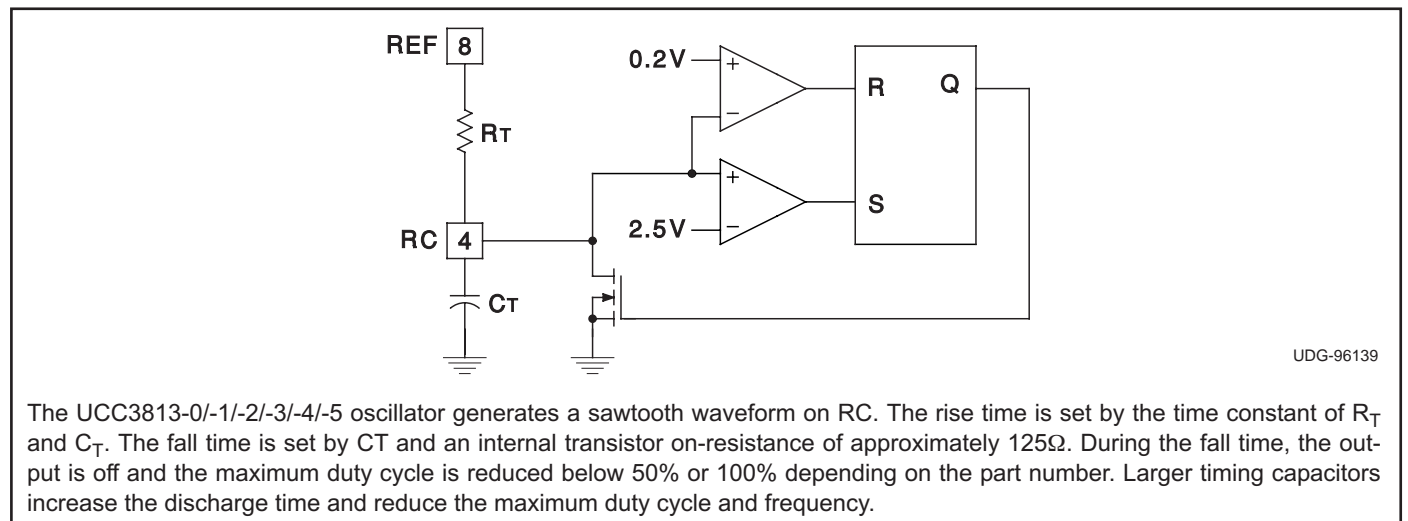 REF 8
0.2V
+
R Q
RT
−
+
S
RC 4
2.5V
−
CT
UDG-96139
The UCC3813-0/-1/-2/-3/-4/-5 oscillator generates a sawtooth waveform on RC. The rise time is set by the time constant of RT
and CT. The fall time is set by CT and an internal transistor on-resistance of approximately 125Ω. During the fall time, the out-
put is off and the maximum duty cycle is reduced below 50% or 100% depending on the part number. Larger timing capacitors
increase the discharge time and reduce the maximum duty cycle and frequency.